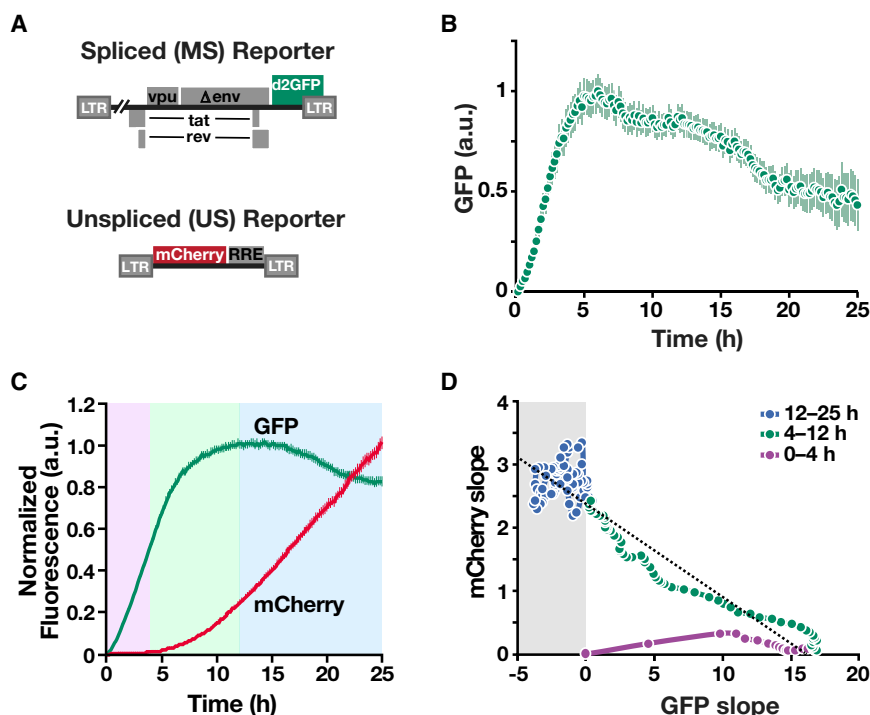 A
Spliced (MS) Reporter
d2GFP
LTR
vpu
Δenv
LTR
tat
rev
Unspliced (US) Reporter
LTR
mCherry
RRE
LTR
B
GFP (a.u.)
1
0.5
0
0 5 10 15 20 25
Time (h)
C
Normalized
Fluorescence (a.u.)
1.2
1.0
0.8
0.6
0.4
0.2
0
GFP
mCherry
0 5 10 15 20 25
Time (h)
D
mCherry slope
4
3
2
1
0
12–25 h
4–12 h
0–4 h
-5 0 5 10 15 20
GFP slope